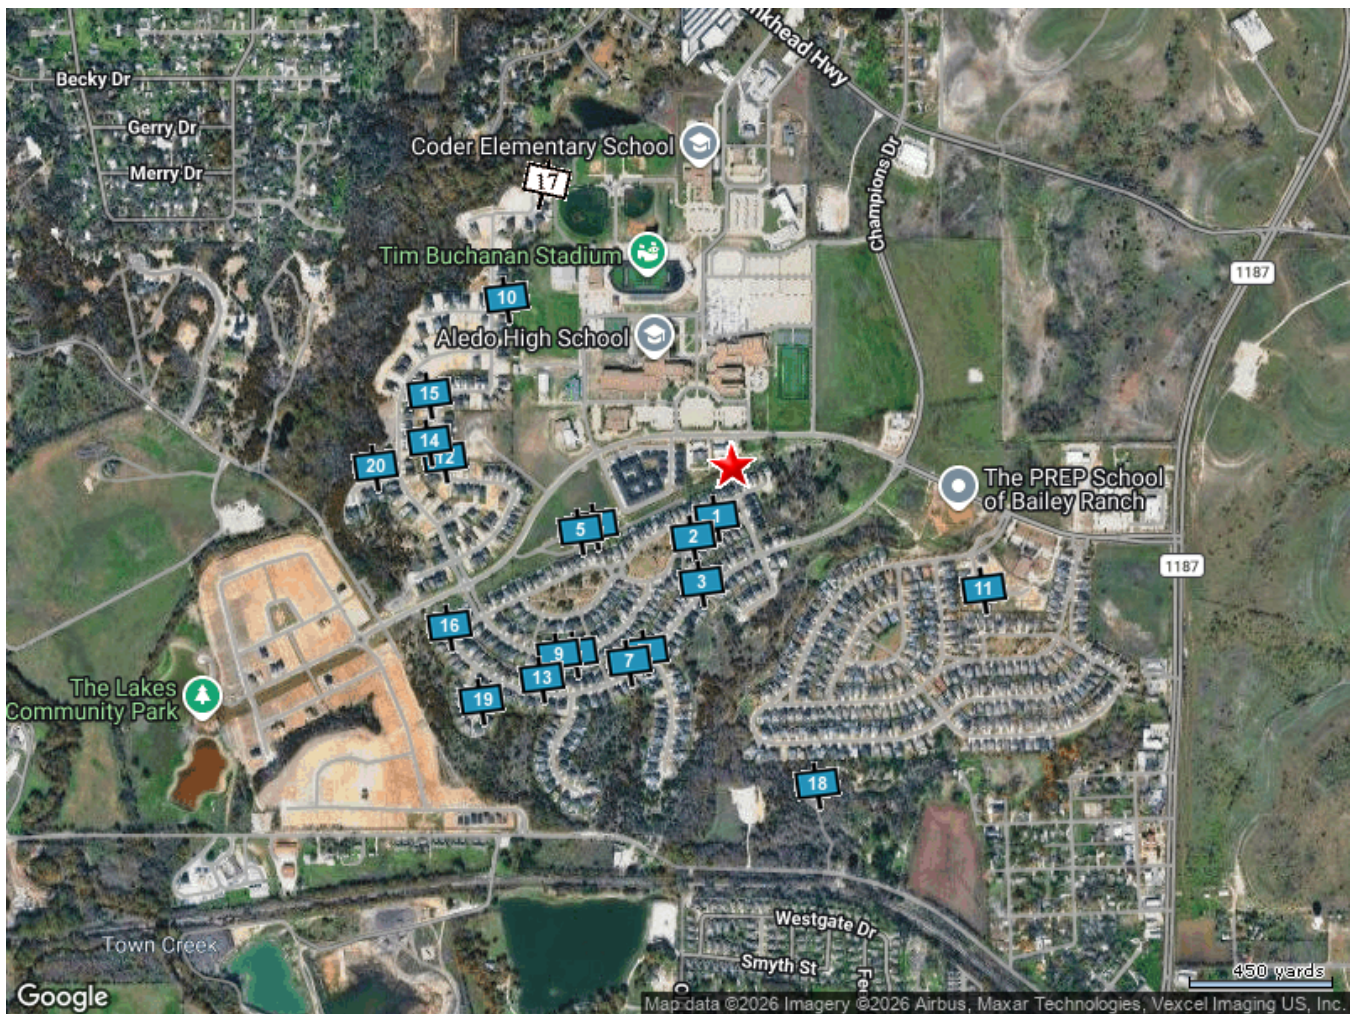 nkhead Hwy
Becky Dr
Gerry Dr
Merry Dr
Coder Elementary School
17
Champions Dr
Tim Buchanan Stadium
1187
10
Aledo High School
15
14
12
20
The PREP School
of Bailey Ranch
1
5
2
3
1187
11
16
9
7
13
19
The Lakes
Community Park
18
Westgate Dr
Town Creek
Smyth St
Fe
450 yards
Google
Map data ©2026 Imagery ©2026 Airbus, Maxar Technologies, Vexcel Imaging US, Inc.